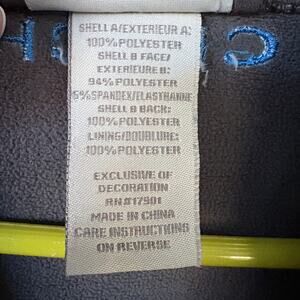 SHELL A/EXTERIEUR A:
100% POLYESTER
SHELL B FACE/
EXTERIEURE B:
94% POLYESTER
6% SPANDEX/ELASTHANNE
SHELL B BACK:
100% POLYESTER
LINING/DOUBLURE:
100% POLYESTER
EXCLUSIVE OF
DECORATION
RN#17901
MADE IN CHINA
CARE INSTRUCTIONS
ON REVERSE